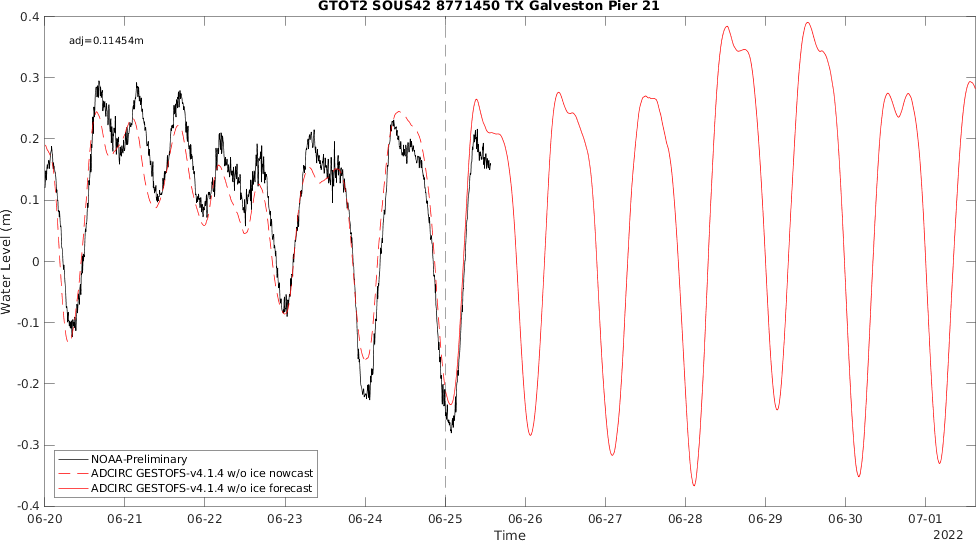 GTOT2 SOUS42 8771450 TX Galveston Pier 21
adj=0.11454m
0.4
0.3
0.2
0.1
0
-0.1
-0.2
-0.3
-0.4
Water Level (m)
NOAA-Preliminary
ADCIRC GESTOFS-v4.1.4 w/o ice nowcast
ADCIRC GESTOFS-v4.1.4 w/o ice forecast
06-20 06-21 06-22 06-23 06-24 06-25 06-26 06-27 06-28 06-29 06-30 07-01
Time
2022